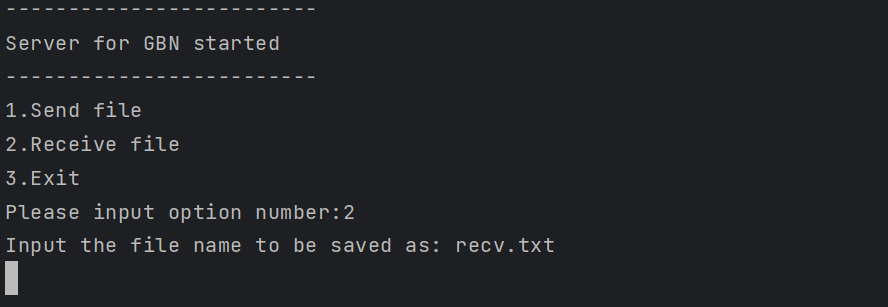 -------------------------
Server for GBN started
-------------------------
1.Send file
2.Receive file
3.Exit
Please input option number:2
Input the file name to be saved as: recv.txt